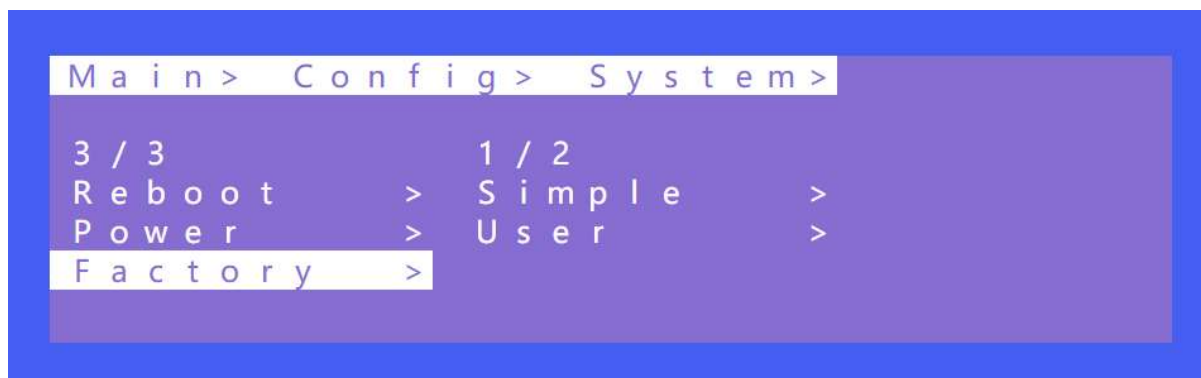 Main> Config> System>
3/3 1/2
Reboot > Simple >
Power > User >
Factory >